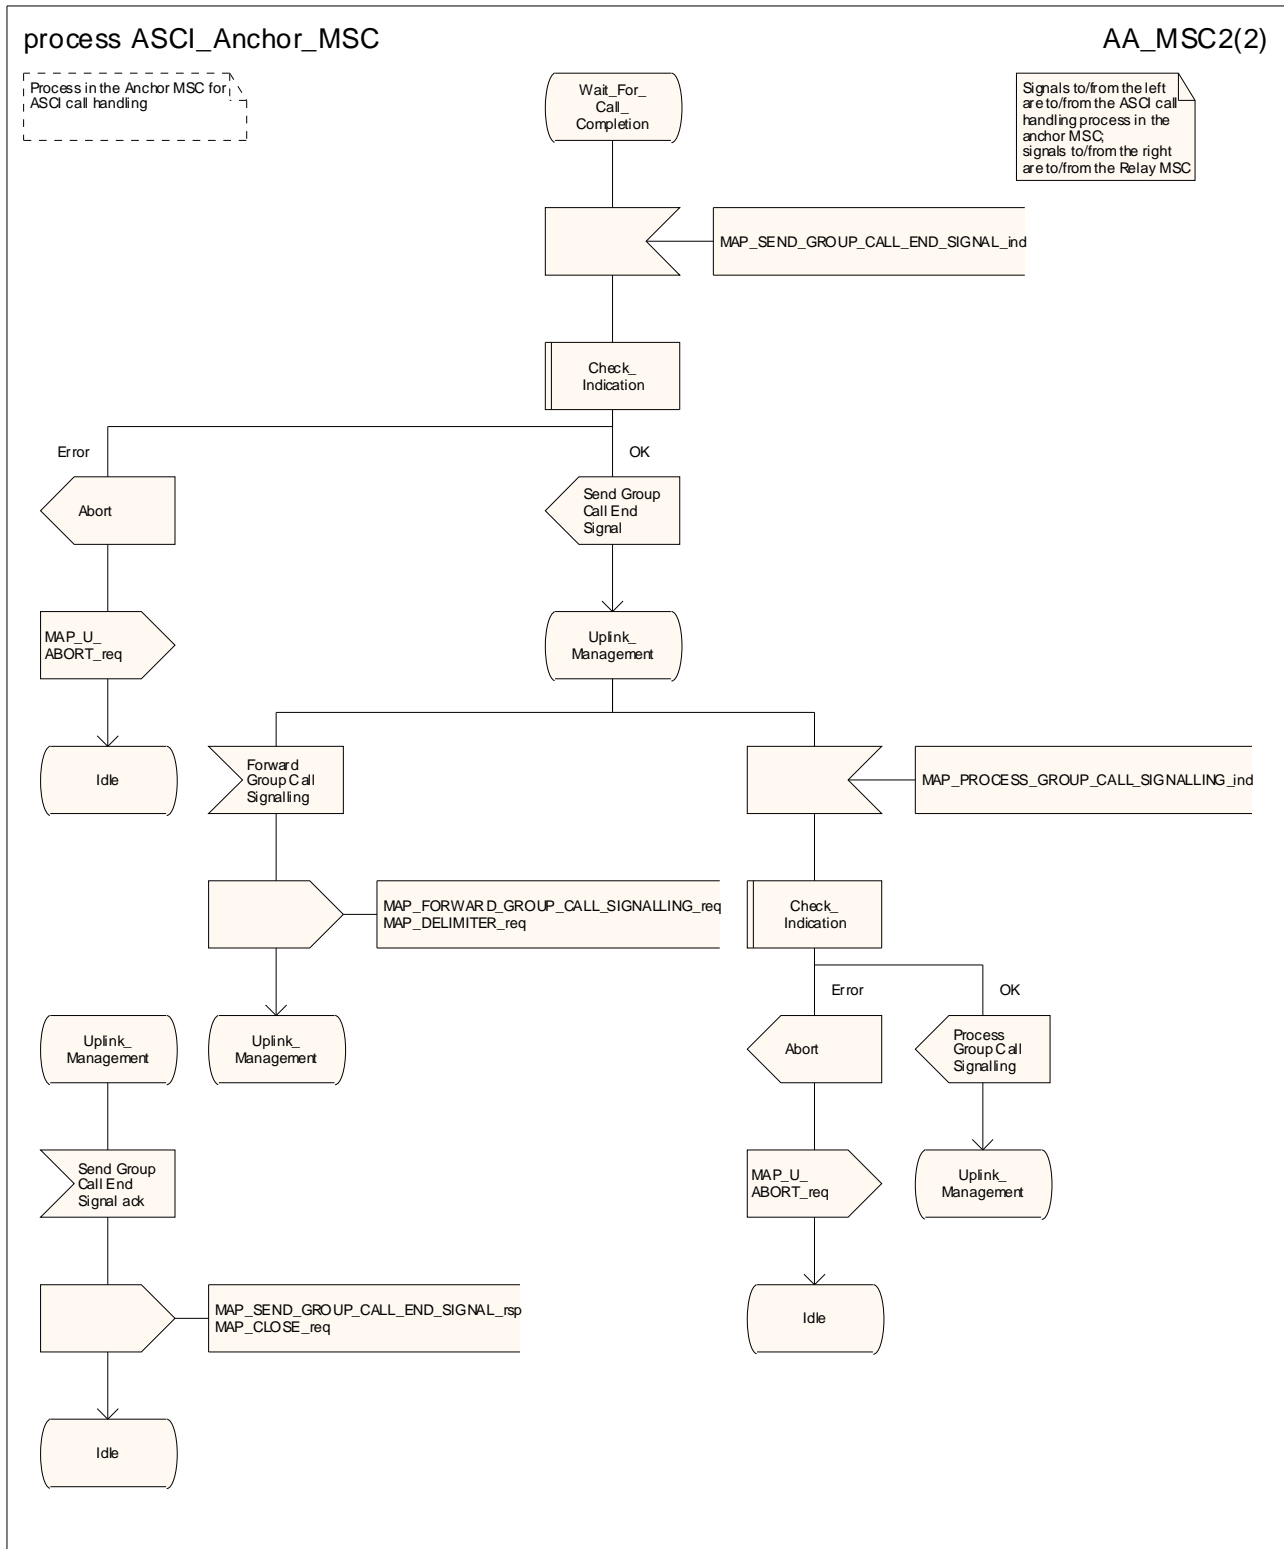 process ASCI_Anchor_MSC
AA_MSC2(2)
Process in the Anchor MSC for
ASCI call handling
Wait_For_
Call_
Completion
Signals to/from the left
are to/from the ASCI call
handling process in the
anchor MSC;
signals to/from the right
are to/from the Relay MSC
MAP_SEND_GROUP_CALL_END_SIGNAL_ind
Check_
Indication
Error
OK
Abort
Send Group
Call End
Signal
MAP_U_
ABORT_req
Uplink_
Management
Idle
Forward
Group Call
Signalling
MAP_PROCESS_GROUP_CALL_SIGNALLING_ind
MAP_FORWARD_GROUP_CALL_SIGNALLING_req
MAP_DELIMITER_req
Check_
Indication
Error
OK
Uplink_
Management
Uplink_
Management
Abort
Process
Group Call
Signalling
Send Group
Call End
Signal ack
MAP_U_
ABORT_req
Uplink_
Management
MAP_SEND_GROUP_CALL_END_SIGNAL_rsp
MAP_CLOSE_req
Idle
Idle